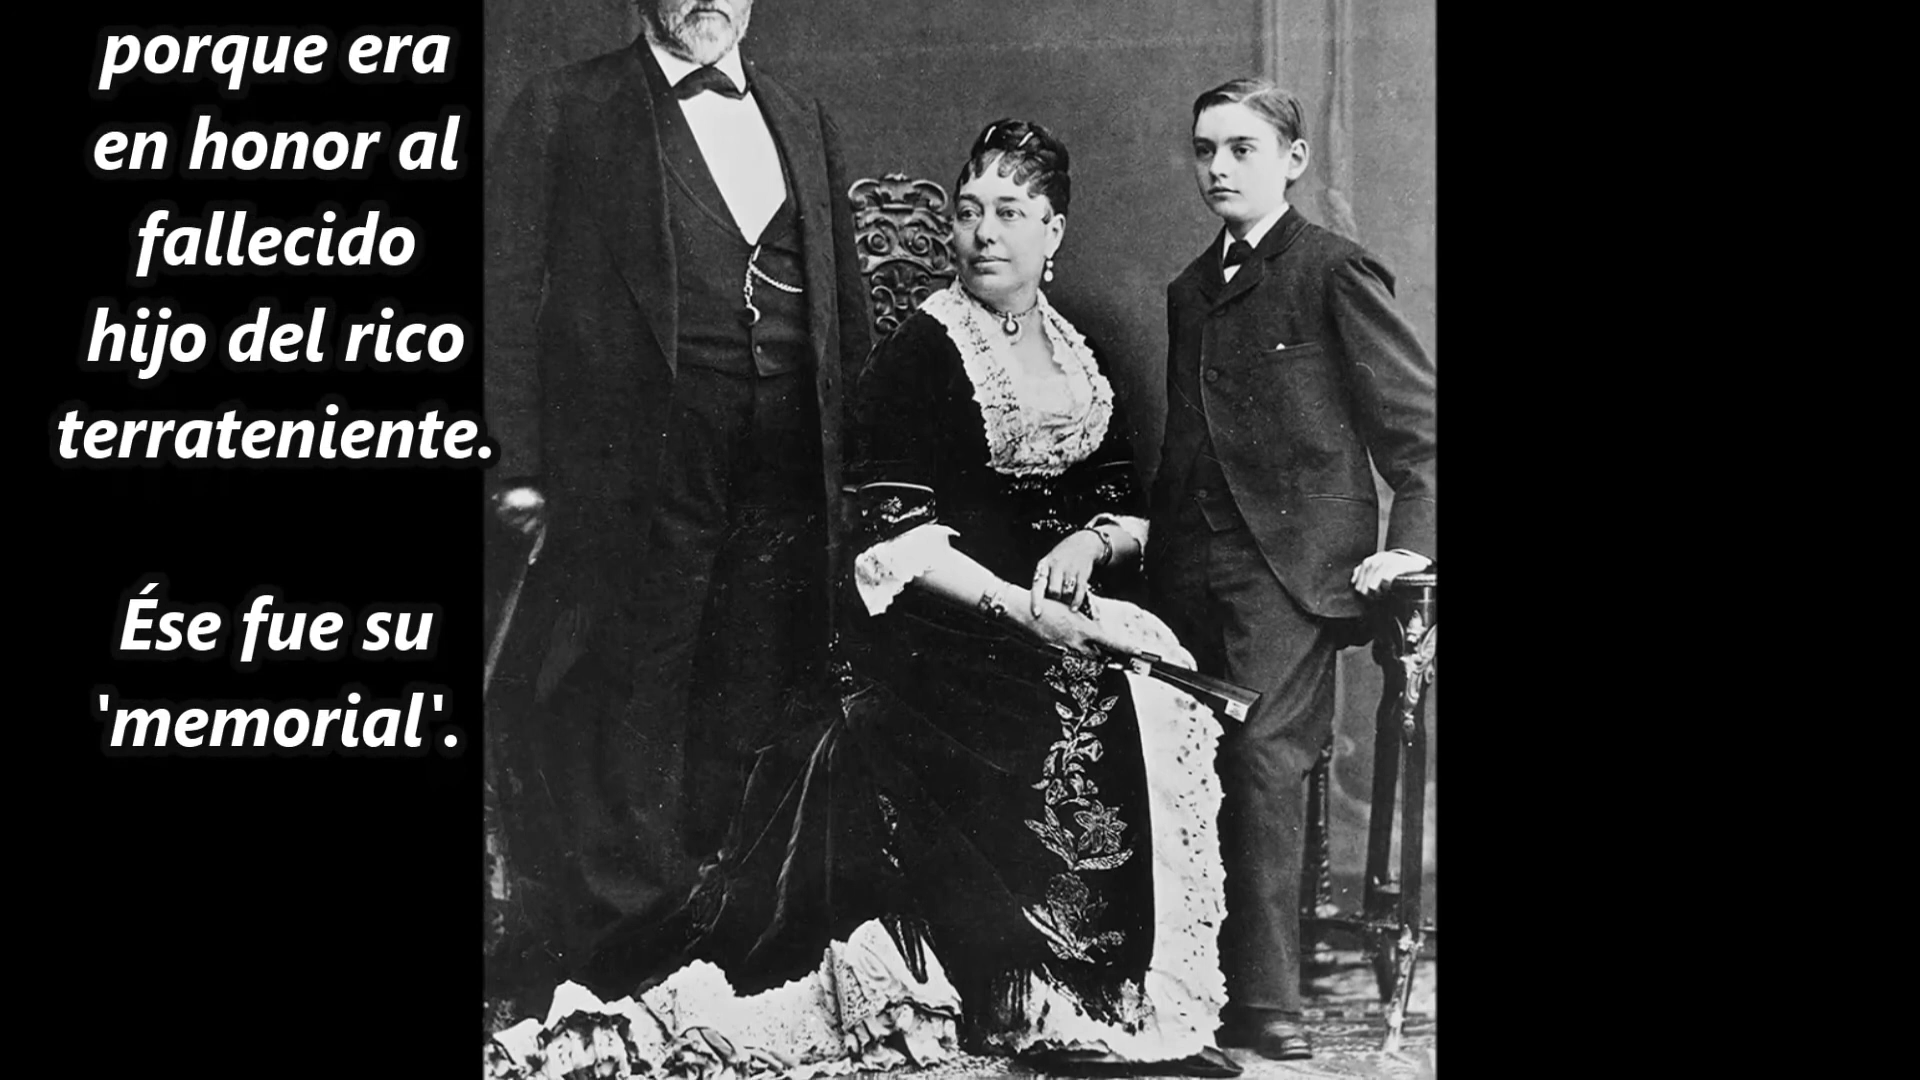 porque era
en honor al
fallecido
hijo del rico
terrateniente.
Ése fue su
'memorial'.